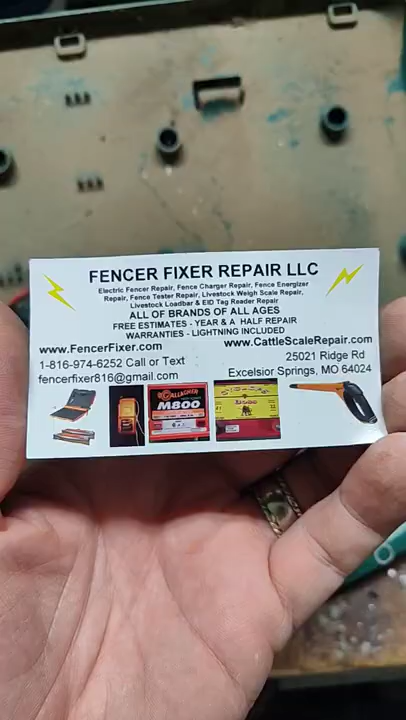 FENCER FIXER REPAIR LLC
Electric Fencer Repair, Fence Charger Repair, Fence Energizer
Repair, Fence Tester Repair, Livestock Weigh Scale Repair,
Livestock Loadbar & EID Tag Reader Repair
ALL OF BRANDS OF ALL AGES
FREE ESTIMATES - YEAR & A HALF REPAIR
WARRANTIES - LIGHTNING INCLUDED
www.FencerFixer.com www.CattleScaleRepair.com
1-816-974-6252 Call or Text 25021 Ridge Rd
fencerfixer816@gmail.com Excelsior Springs, MO 64024
GALLAGHER
M800